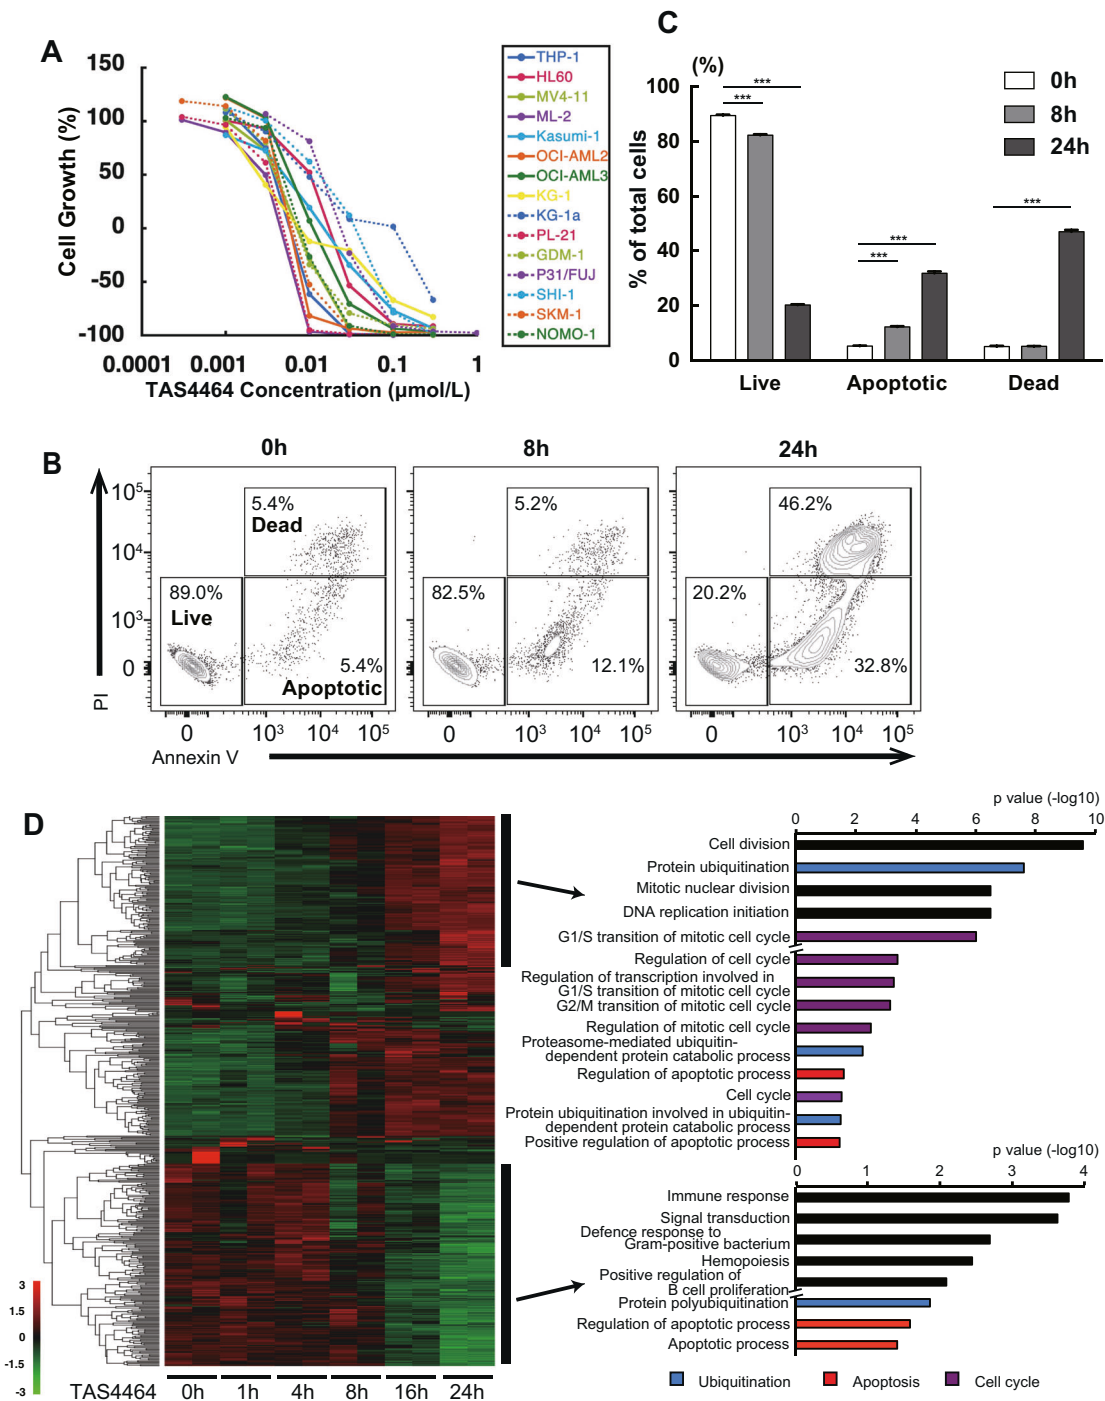 A
150
100
50
0
-50
-100
0.0001 0.001 0.01 0.1 1
Cell Growth (%)
TAS4464 Concentration (μmol/L)
THP-1
HL60
MV4-11
ML-2
Kasumi-1
OCI-AML2
OCI-AML3
KG-1
KG-1a
PL-21
GDM-1
P31/FUJ
SHI-1
SKM-1
NOMO-1
C
(%)
100
80
60
40
20
0
% of total cells
***
***
***
***
***
Live Apoptotic Dead
0h
8h
24h
B
0h 8h 24h
10⁵
10⁴
10³
0
PI
5.4%
Dead
89.0%
Live
5.4%
Apoptotic
5.2%
82.5%
12.1%
46.2%
20.2%
32.8%
0 10³ 10⁴ 10⁵ 0 10³ 10⁴ 10⁵ 0 10³ 10⁴ 10⁵
Annexin V
D
3
1.5
0
-1.5
-3
TAS4464 0h 1h 4h 8h 16h 24h
p value (-log10)
0 2 4 6 8 10
Cell division
Protein ubiquitination
Mitotic nuclear division
DNA replication initiation
G1/S transition of mitotic cell cycle
Regulation of cell cycle
Regulation of transcription involved in
G1/S transition of mitotic cell cycle
G2/M transition of mitotic cell cycle
Regulation of mitotic cell cycle
Proteasome-mediated ubiquitin-
dependent protein catabolic process
Regulation of apoptotic process
Cell cycle
Protein ubiquitination involved in ubiquitin-
dependent protein catabolic process
Positive regulation of apoptotic process
p value (-log10)
0 1 2 3 4
Immune response
Signal transduction
Defence response to
Gram-positive bacterium
Hemopoiesis
Positive regulation of
B cell proliferation
Protein polyubiquitination
Regulation of apoptotic process
Apoptotic process
Ubiquitination Apoptosis Cell cycle